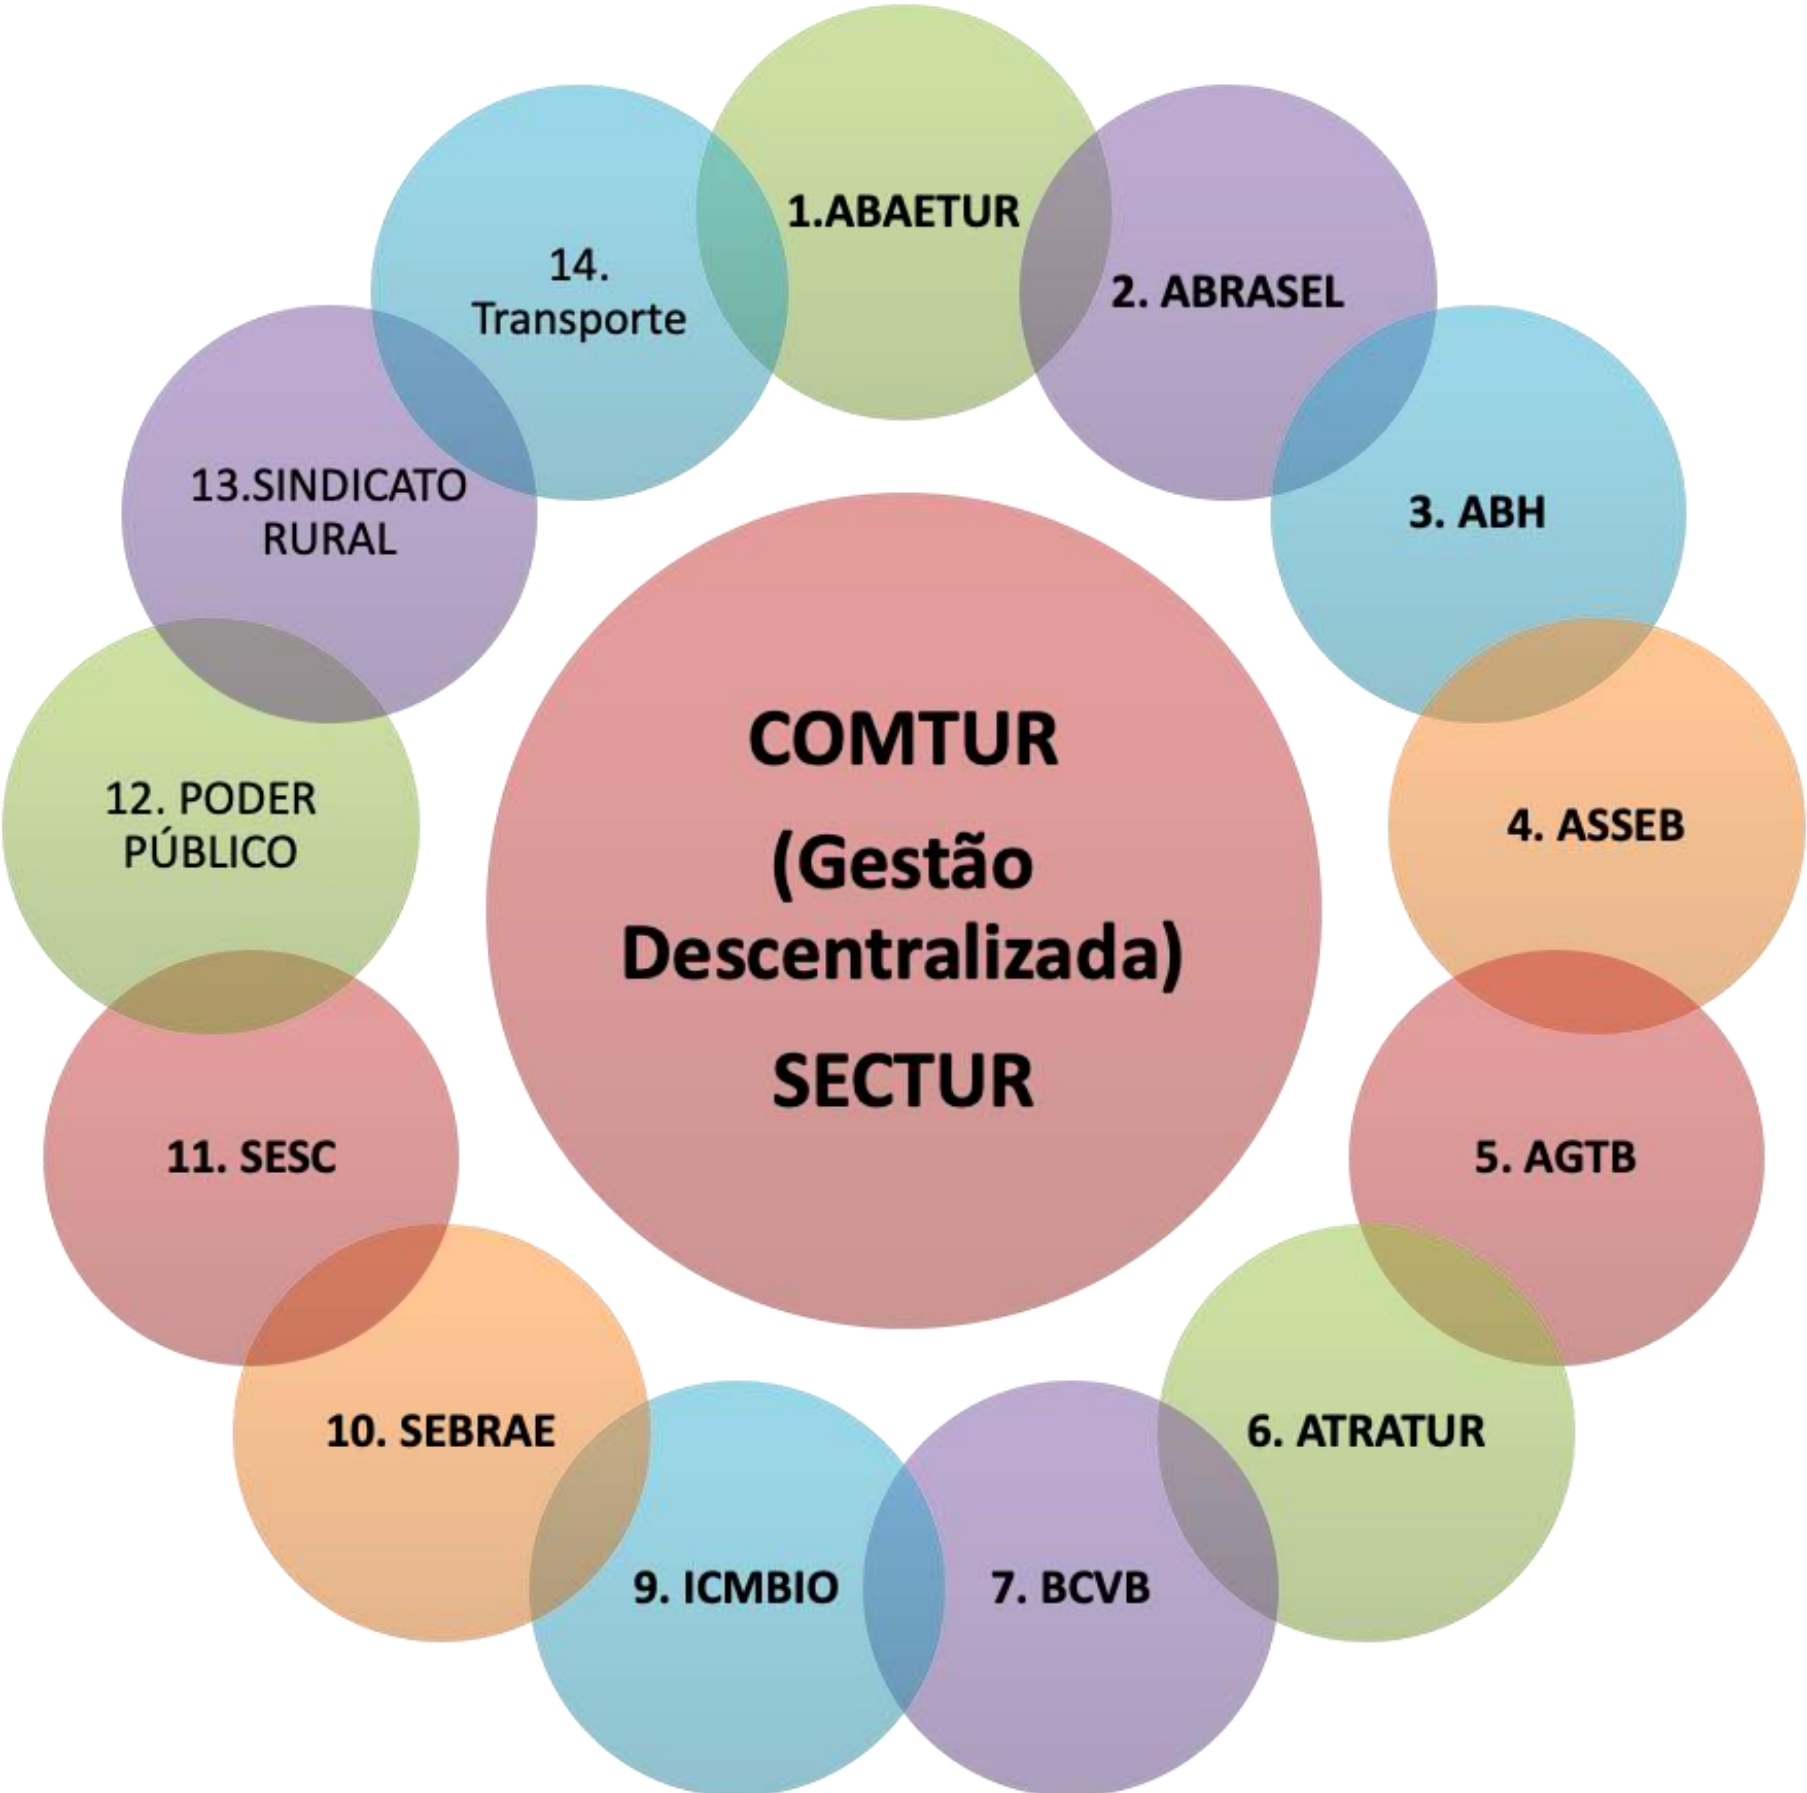 1.ABAETUR
2. ABRASEL
3. ABH
4. ASSEB
5. AGTB
6. ATRATUR
7. BCVB
9. ICMBIO
10. SEBRAE
11. SESC
12. PODER
PÚBLICO
13.SINDICATO
RURAL
14.
Transporte
COMTUR
(Gestão
Descentralizada)
SECTUR